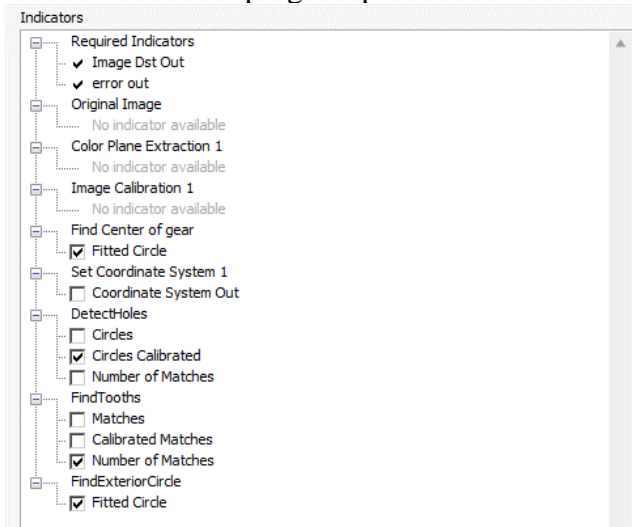 Indicators
Required Indicators
Image Dst Out
error out
Original Image
No indicator available
Color Plane Extraction 1
No indicator available
Image Calibration 1
No indicator available
Find Center of gear
Fitted Circle
Set Coordinate System 1
Coordinate System Out
DetectHoles
Circles
Circles Calibrated
Number of Matches
FindTooths
Matches
Calibrated Matches
Number of Matches
FindExteriorCircle
Fitted Circle